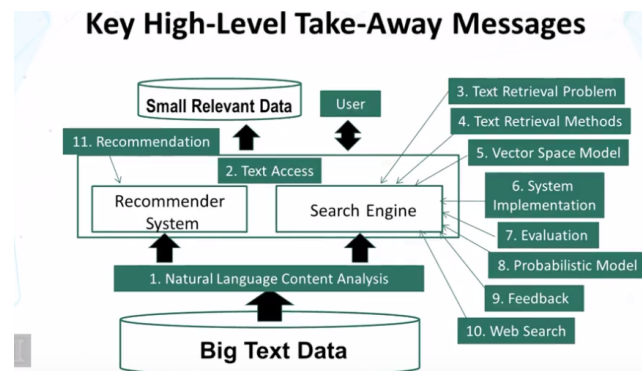 Key High-Level Take-Away Messages
Small Relevant Data
User
3. Text Retrieval Problem
4. Text Retrieval Methods
11. Recommendation
5. Vector Space Model
2. Text Access
6. System
Implementation
Recommender
System
Search Engine
7. Evaluation
8. Probabilistic Model
1. Natural Language Content Analysis
9. Feedback
10. Web Search
Big Text Data